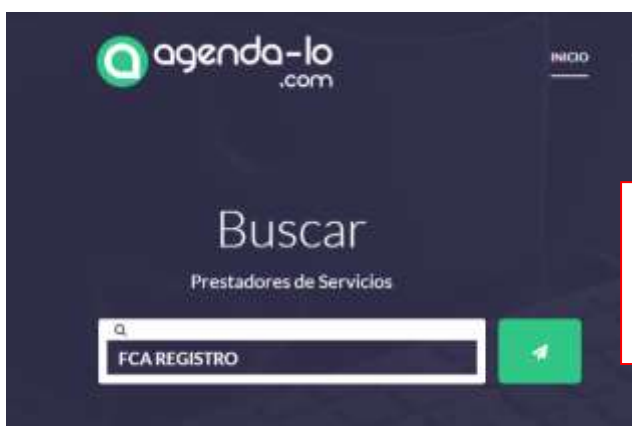 agenda-lo
.com
INICIO
Buscar
Prestadores de Servicios
FCA REGISTRO